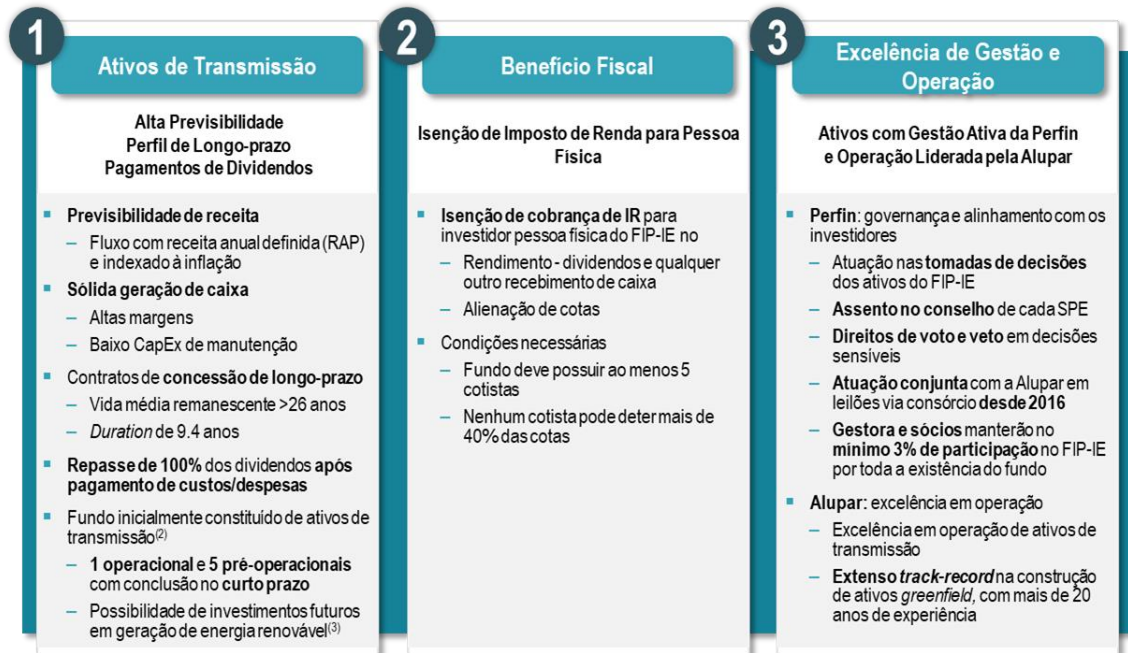 1
Ativos de Transmissão
Alta Previsibilidade
Perfil de Longo-prazo
Pagamentos de Dividendos
▪ Previsibilidade de receita
– Fluxo com receita anual definida (RAP)
e indexado à inflação
▪ Sólida geração de caixa
– Altas margens
– Baixo CapEx de manutenção
▪ Contratos de concessão de longo-prazo
– Vida média remanescente >26 anos
– Duration de 9.4 anos
▪ Repasse de 100% dos dividendos após
pagamento de custos/despesas
▪ Fundo inicialmente constituído de ativos de
transmissão(2)
– 1 operacional e 5 pré-operacionais
com conclusão no curto prazo
– Possibilidade de investimentos futuros
em geração de energia renovável(3)
2
Benefício Fiscal
Isenção de Imposto de Renda para Pessoa
Física
▪ Isenção de cobrança de IR para
investidor pessoa física do FIP-IE no
– Rendimento - dividendos e qualquer
outro recebimento de caixa
– Alienação de cotas
▪ Condições necessárias
– Fundo deve possuir ao menos 5
cotistas
– Nenhum cotista pode deter mais de
40% das cotas
3
Excelência de Gestão e
Operação
Ativos com Gestão Ativa da Perfin
e Operação Liderada pela Alupar
▪ Perfin: governança e alinhamento com os
investidores
– Atuação nas tomadas de decisões
dos ativos do FIP-IE
– Assento no conselho de cada SPE
– Direitos de voto e veto em decisões
sensíveis
– Atuação conjunta com a Alupar em
leilões via consórcio desde 2016
– Gestora e sócios manterão no
mínimo 3% de participação no FIP-IE
por toda a existência do fundo
▪ Alupar: excelência em operação
– Excelência em operação de ativos de
transmissão
– Extenso track-record na construção
de ativos greenfield, com mais de 20
anos de experiência